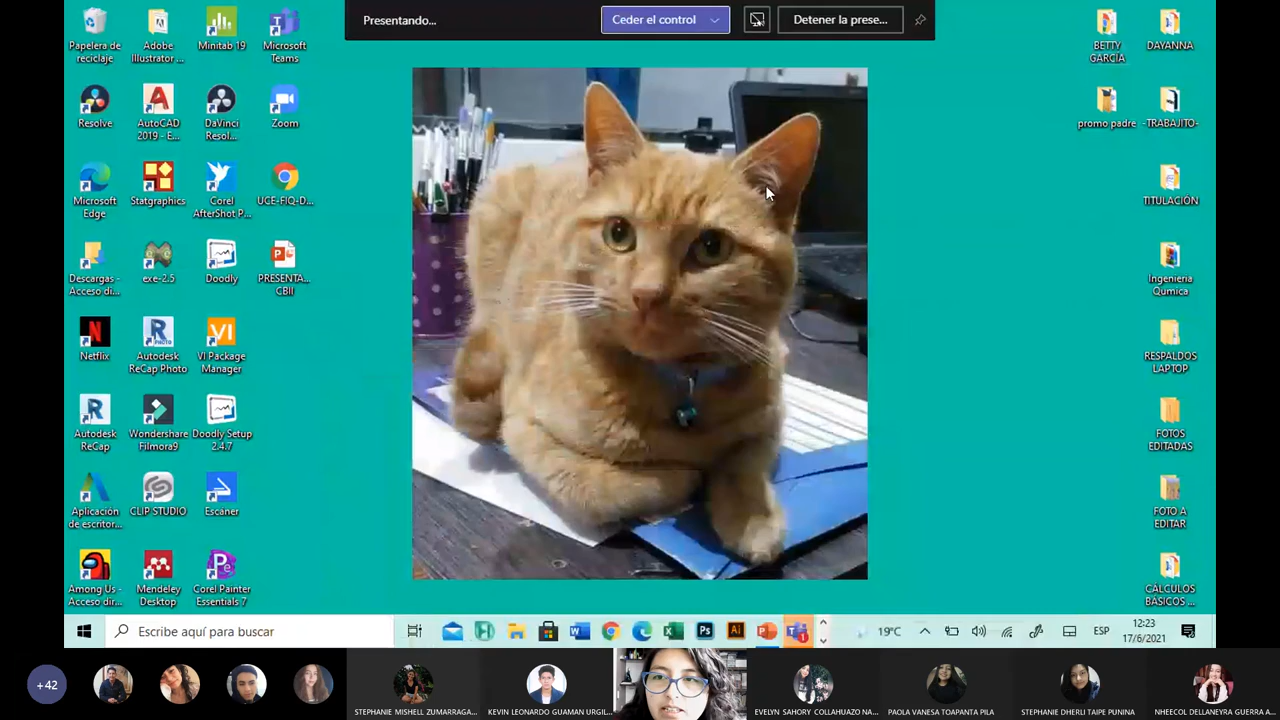 Presentando...
Ceder el control
Detener la prese...
Papelera de
reciclaje
Adobe
Illustrator ...
Minitab 19
Microsoft
Teams
BETTY
GARCIA
DAYANNA
Resolve
AutoCAD
2019 - E...
DaVinci
Resol...
Zoom
promo padre
-TRABAJITO-
Microsoft
Edge
Statgraphics
Corel
AfterShot P...
UCE-FIQ-D...
TITULACIÓN
Descargas -
Acceso di...
exe-2.5
Doodly
PRESENTA...
CBII
Ingenieria
Qumica
Netflix
Autodesk
ReCap Photo
VI Package
Manager
RESPALDOS
LAPTOP
Autodesk
ReCap
Wondershare
Filmora9
Doodly Setup
2.4.7
FOTOS
EDITADAS
Aplicación
de escritor...
CLIP STUDIO
Escaner
FOTO A
EDITAR
Among Us -
Acceso dir...
Mendeley
Desktop
Corel Painter
Essentials 7
CÁLCULOS
BÁSICOS ...
Escribe aquí para buscar
19°C
ESP
12:23
17/6/2021
+42
STEPHANIE MISHELL ZUMARRAGA...
KEVIN LEONARDO GUAMAN URGIL...
EVELYN SAHORY COLLAHUAZO NA...
PAOLA VANESA TOAPANTA PILA
STEPHANIE DHERLI TAIPE PUNINA
NHEECOL DELLANEYRA GUERRA A...